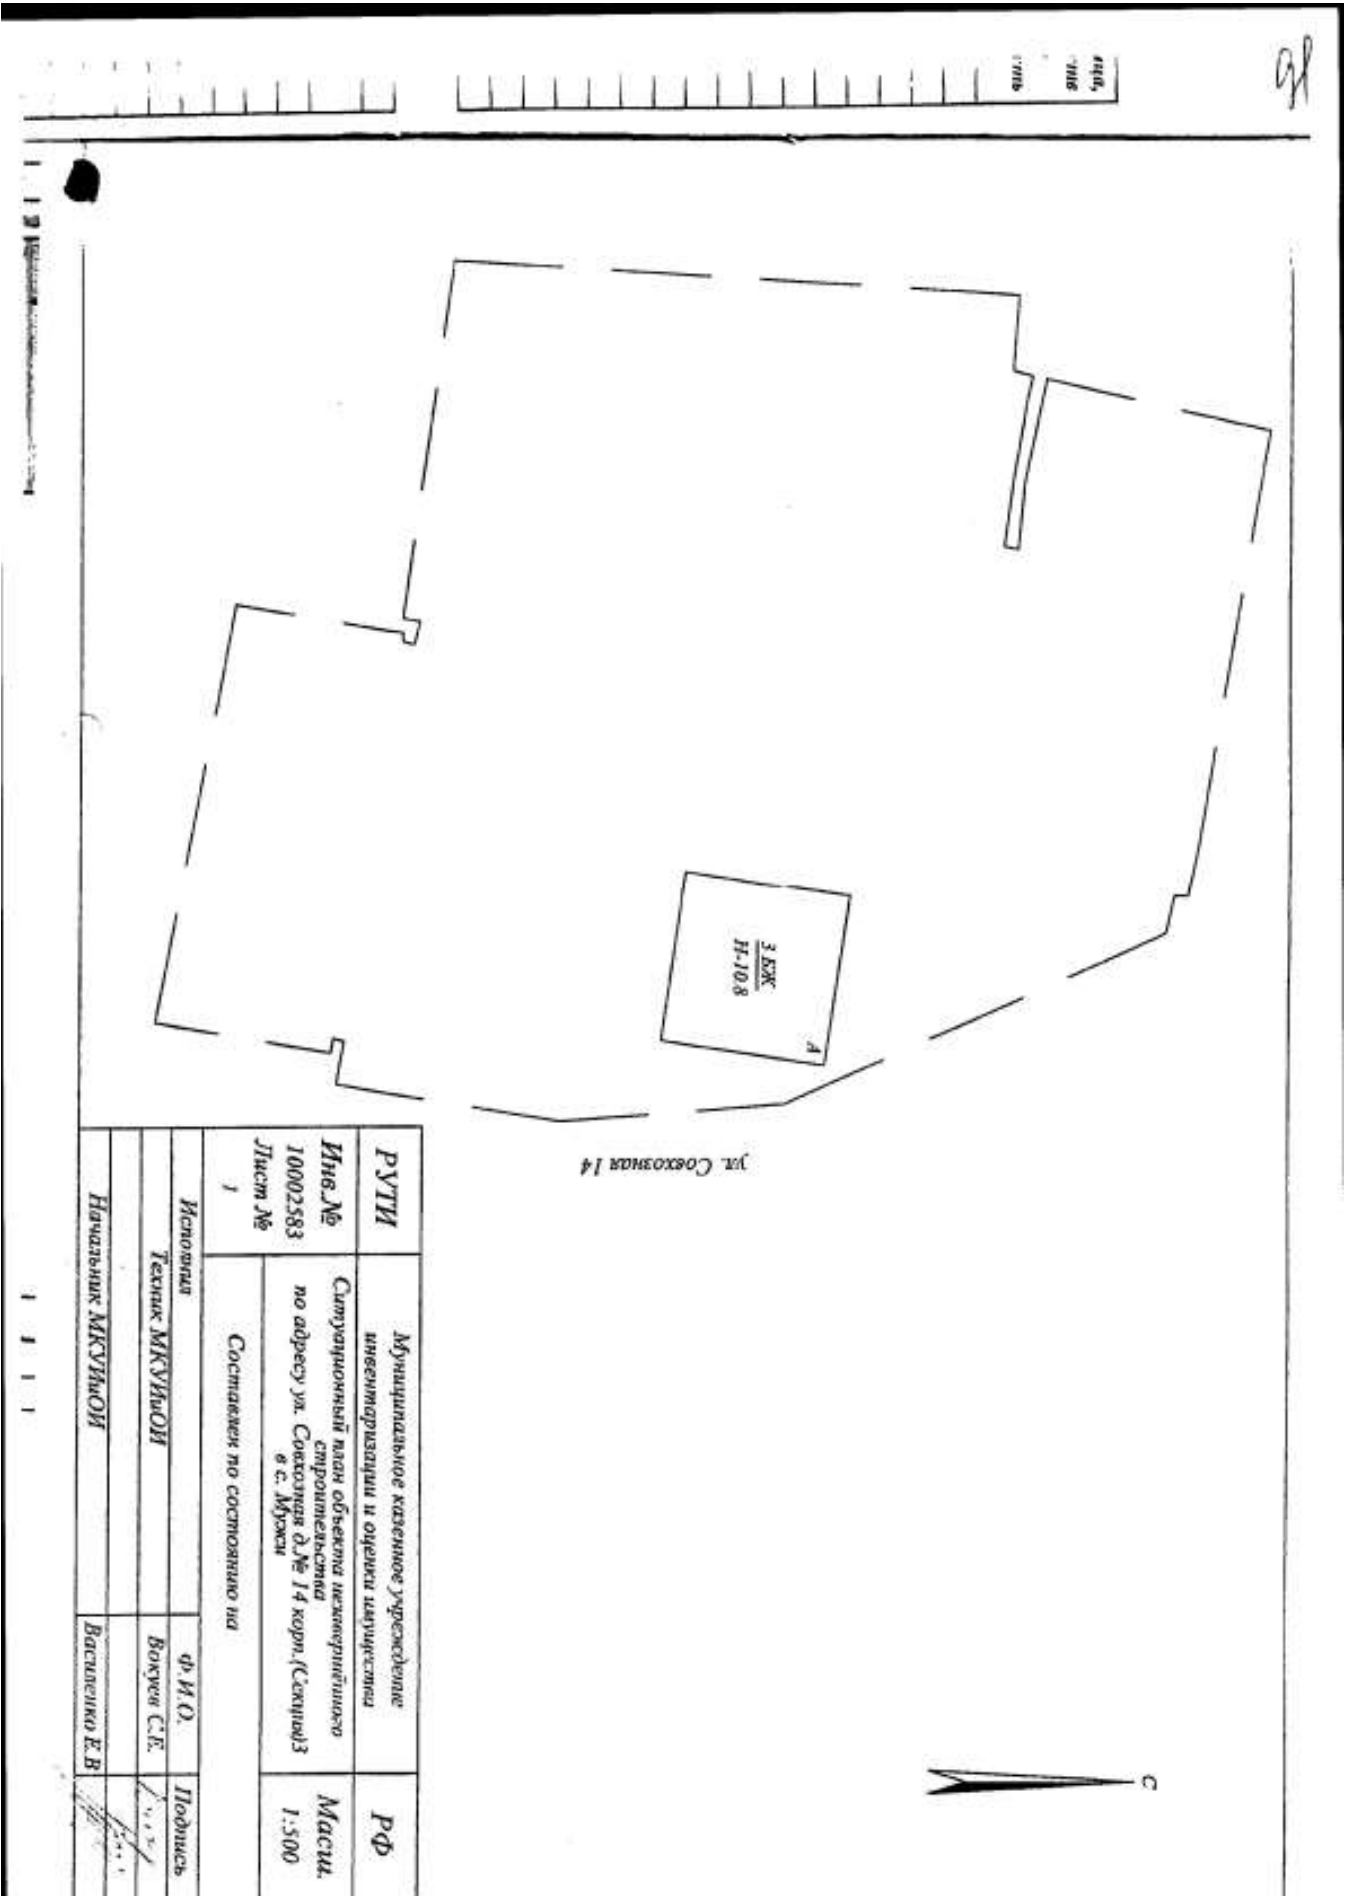 С
3 БЖ
Н-10.8
А
ул. Совхозная 14
РУТИ
Муниципальное казенное учреждение
инвентаризации и оценки имущества
РФ
Инв.№
10002583
Лист №
1
Ситуационный план объекта незавершённого
строительства
по адресу ул. Совхозная д.№ 14 корп.(Секция)3
в с. Мужи
Масш.
1:500
Составлен по состоянию на
Исполнил
Ф.И.О.
Подпись
Техник МКУИиОИ
Вокуев С.Е.
Начальник МКУИиОИ
Василенко Е.В